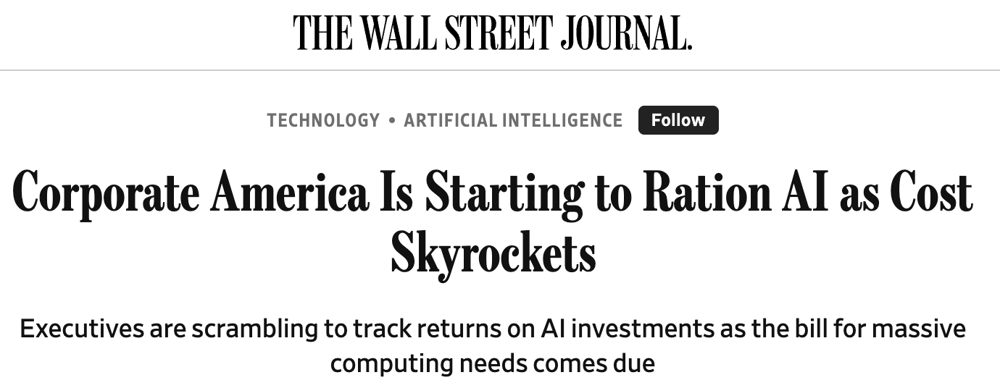 THE WALL STREET JOURNAL.
TECHNOLOGY • ARTIFICIAL INTELLIGENCE Follow
Corporate America Is Starting to Ration AI as Cost
Skyrockets
Executives are scrambling to track returns on AI investments as the bill for massive
computing needs comes due